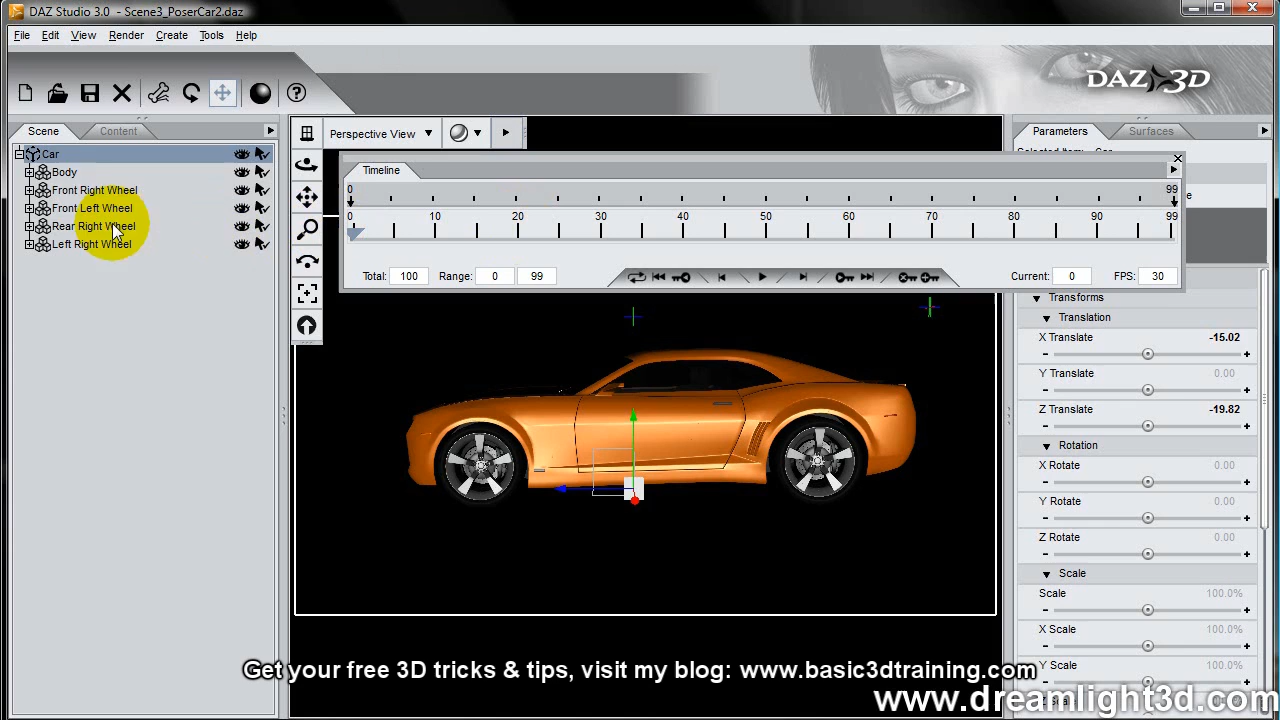 DAZ Studio 3.0 - Scene3_PoserCar2.daz
File Edit View Render Create Tools Help
DAZ 3D
Scene Content
Car
Body
Front Right Wheel
Front Left Wheel
Rear Right Wheel
Left Right Wheel
Perspective View
Timeline
0 99
0 10 20 30 40 50 60 70 80 90 99
Total: 100 Range: 0 99 Current: 0 FPS: 30
Parameters Surfaces
Transforms
Translation
X Translate -15.02
Y Translate 0.00
Z Translate -19.82
Rotation
X Rotate 0.00
Y Rotate 0.00
Z Rotate 0.00
Scale
Scale 100.0%
X Scale 100.0%
Y Scale 100.0%
Get your free 3D tricks & tips, visit my blog: www.basic3dtraining.com
www.dreamlight3d.com